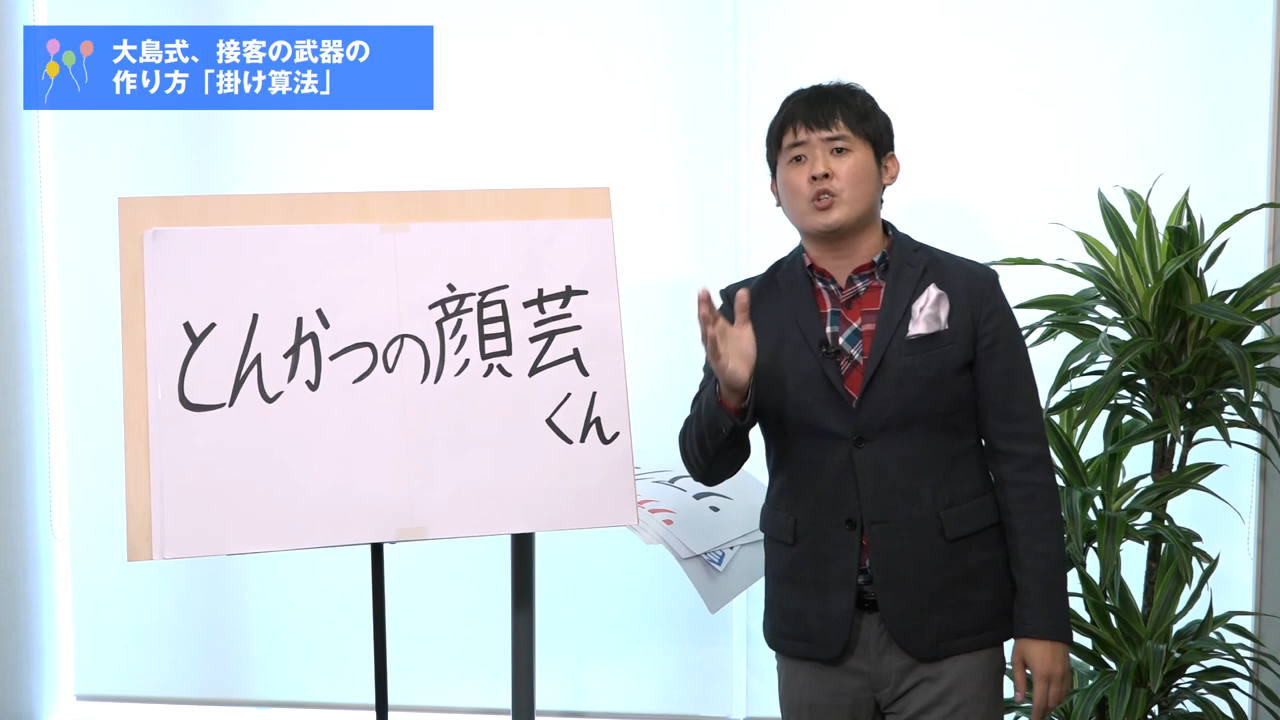 大島式、接客の武器の
作り方「掛け算法」
とんかつの顔芸
くん